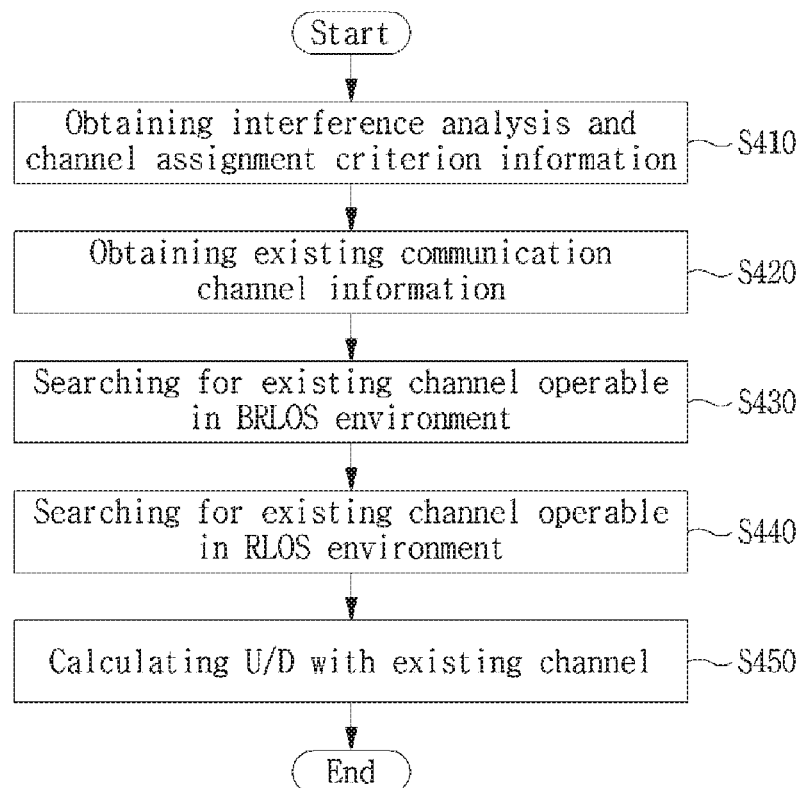 Start
Obtaining interference analysis and
channel assignment criterion information
S410
Obtaining existing communication
channel information
S420
Searching for existing channel operable
in BRLOS environment
S430
Searching for existing channel operable
in RLOS environment
S440
Calculating U/D with existing channel
S450
End